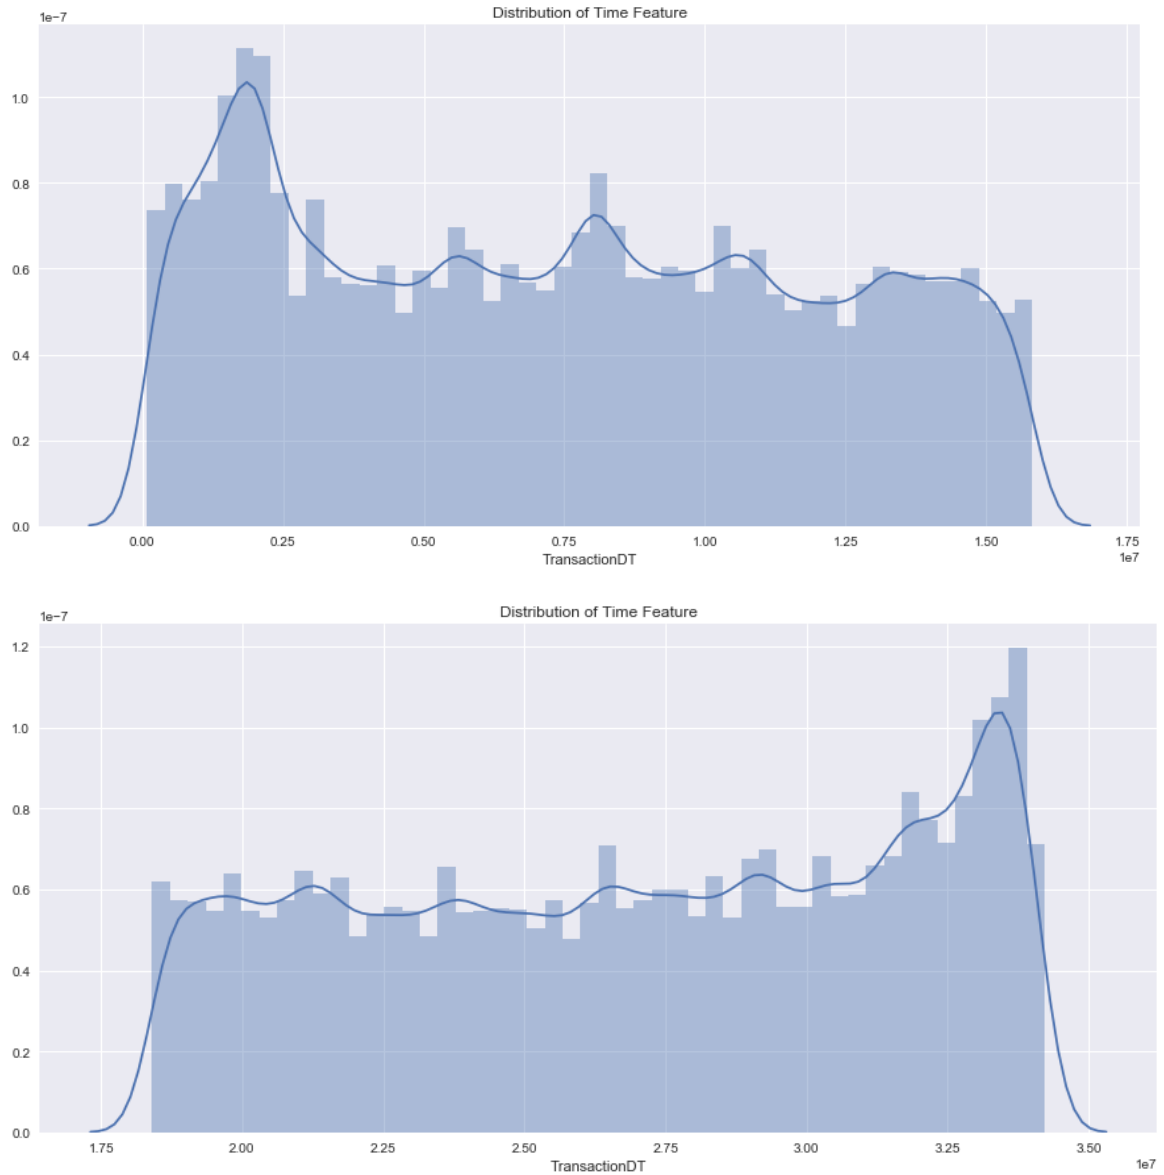 Distribution of Time Feature
1e−7
1.0
0.8
0.6
0.4
0.2
0.0
0.00 0.25 0.50 0.75 1.00 1.25 1.50 1.75
TransactionDT
1e7
Distribution of Time Feature
1e−7
1.2
1.0
0.8
0.6
0.4
0.2
0.0
1.75 2.00 2.25 2.50 2.75 3.00 3.25 3.50
TransactionDT
1e7